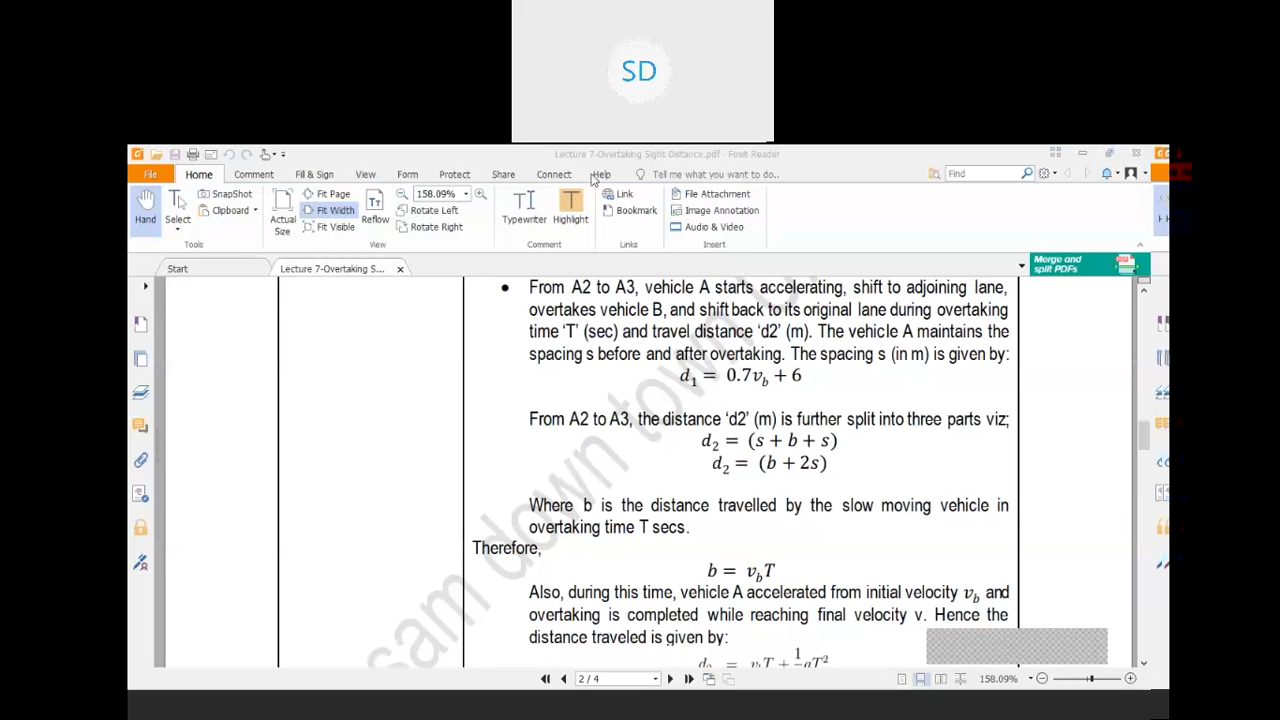 SD
Lecture 7-Overtaking Sight Distance.pdf - Foxit Reader
File Home Comment Fill & Sign View Form Protect Share Connect Help Tell me what you want to do.. Find
Hand
Select
SnapShot
Clipboard
Tools
Actual Size
Fit Page
Fit Width
Fit Visible
Reflow
158.09%
Rotate Left
Rotate Right
View
Typewriter
Highlight
Comment
Link
Bookmark
Links
File Attachment
Image Annotation
Audio & Video
Insert
Start
Lecture 7-Overtaking S...
Merge and
split PDFs
• From A2 to A3, vehicle A starts accelerating, shift to adjoining lane,
overtakes vehicle B, and shift back to its original lane during overtaking
time ‘T’ (sec) and travel distance ‘d2’ (m). The vehicle A maintains the
spacing s before and after overtaking. The spacing s (in m) is given by:
d₁ = 0.7v_b + 6
From A2 to A3, the distance ‘d2’ (m) is further split into three parts viz;
d₂ = (s + b + s)
d₂ = (b + 2s)
Where b is the distance travelled by the slow moving vehicle in
overtaking time T secs.
Therefore,
b = v_bT
Also, during this time, vehicle A accelerated from initial velocity v_b and
overtaking is completed while reaching final velocity v. Hence the
distance traveled is given by:
sam down town
2 / 4
158.09%